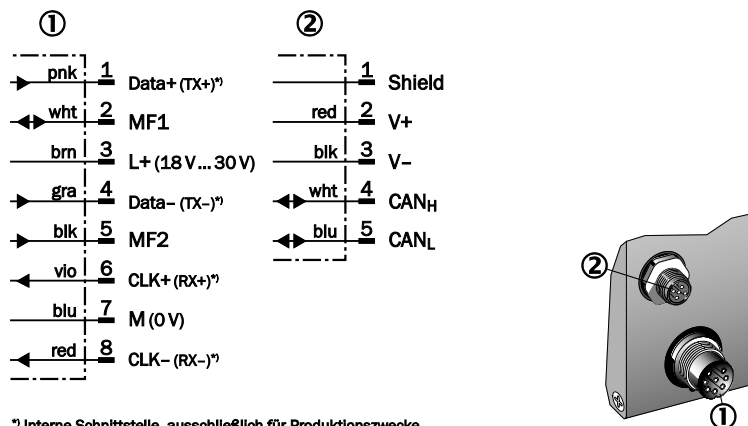 ① ②
pnk 1 Data+ (TX+)*)
wht 2 MF1
brn 3 L+ (18 V ... 30 V)
gra 4 Data– (TX–)*)
blk 5 MF2
vio 6 CLK+ (RX+)*)
blu 7 M (0 V)
red 8 CLK– (RX–)*)
1 Shield
red 2 V+
blk 3 V–
wht 4 CANH
blu 5 CANL
②
①
*) Interne Schnittstelle, ausschließlich für Produktionszwecke